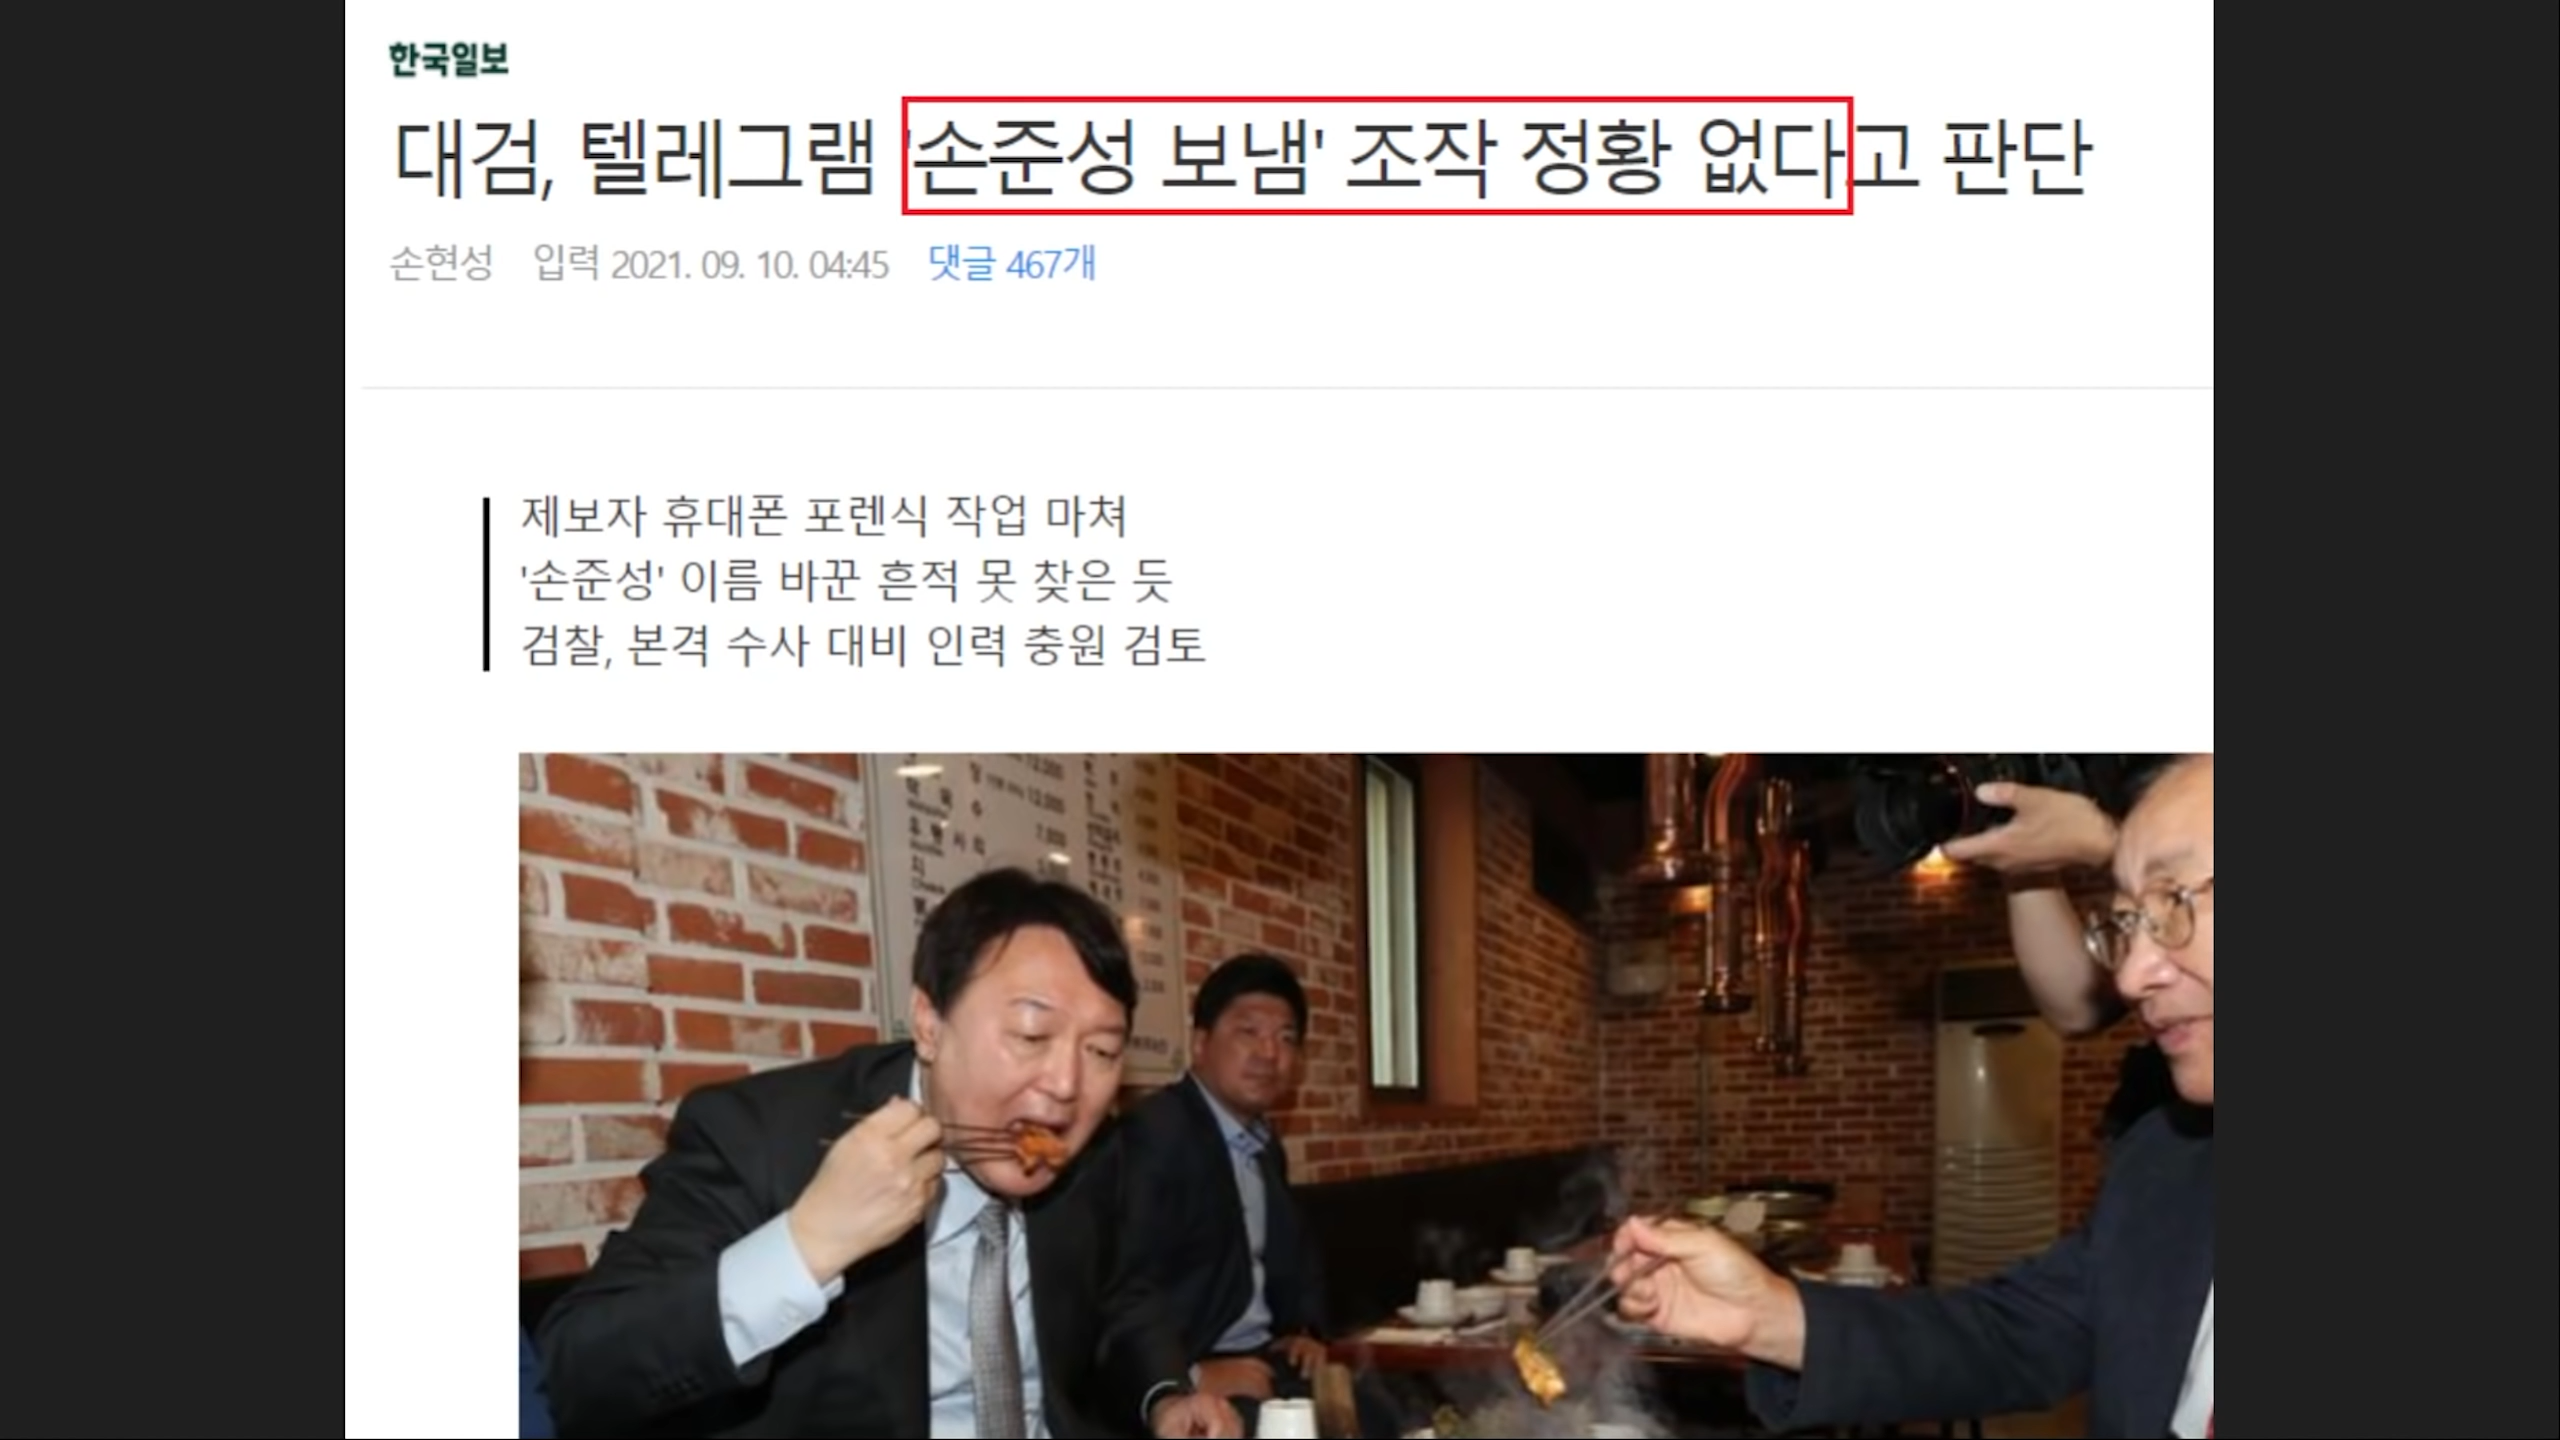 한국일보
대검, 텔레그램 '손준성 보냄' 조작 정황 없다고 판단
손현성 입력 2021. 09. 10. 04:45 댓글 467개
제보자 휴대폰 포렌식 작업 마쳐
'손준성' 이름 바꾼 흔적 못 찾은 듯
검찰, 본격 수사 대비 인력 충원 검토